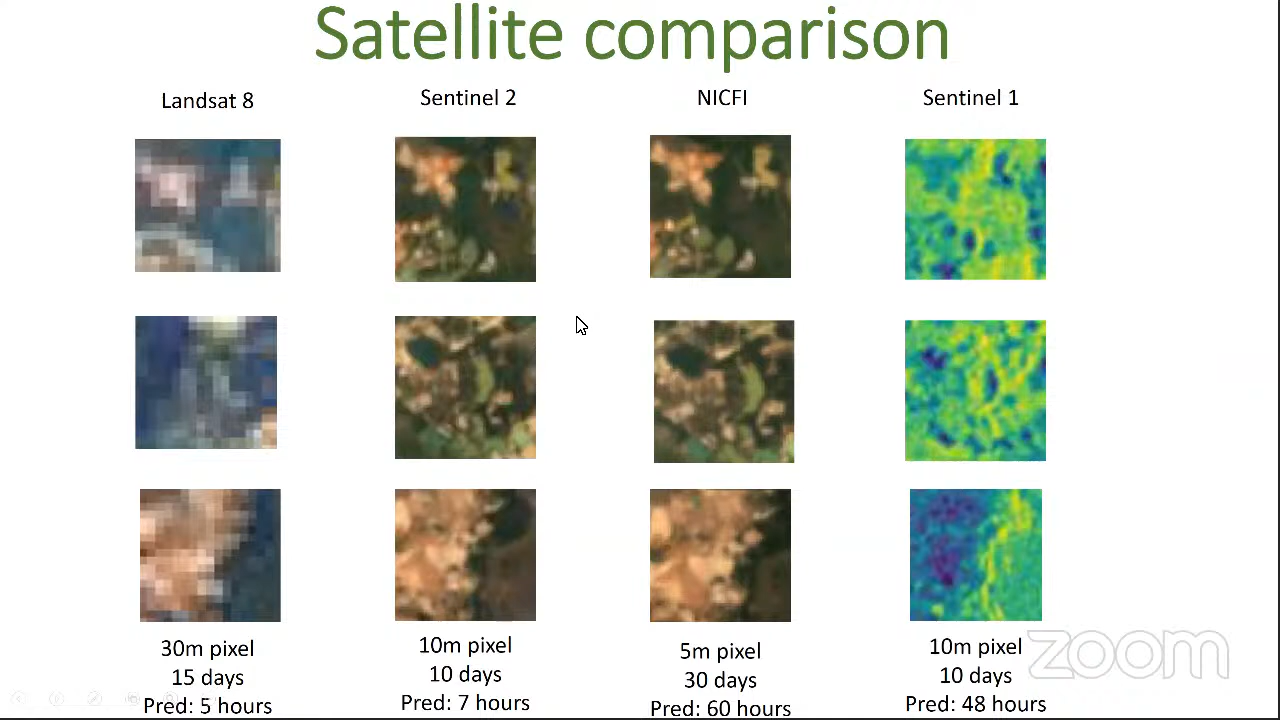 Satellite comparison
Landsat 8
Sentinel 2
NICFI
Sentinel 1
30m pixel
15 days
Pred: 5 hours
10m pixel
10 days
Pred: 7 hours
5m pixel
30 days
Pred: 60 hours
10m pixel
10 days
Pred: 48 hours
zoom